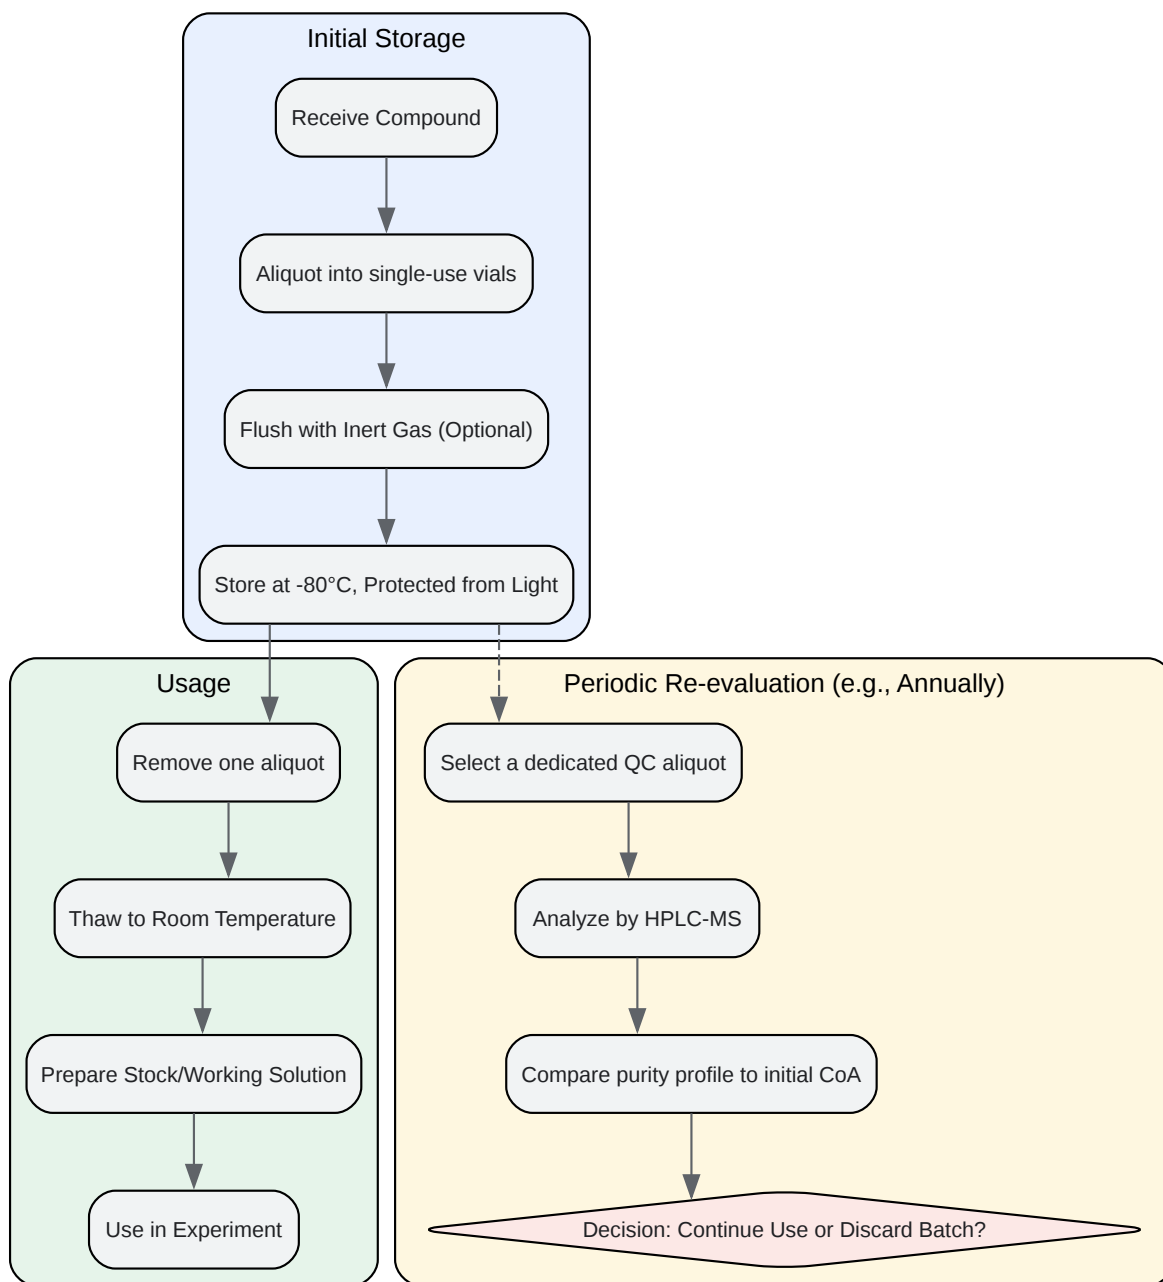 Initial Storage
Receive Compound
Aliquot into single-use vials
Flush with Inert Gas (Optional)
Store at -80°C, Protected from Light
Usage
Remove one aliquot
Thaw to Room Temperature
Prepare Stock/Working Solution
Use in Experiment
Periodic Re-evaluation (e.g., Annually)
Select a dedicated QC aliquot
Analyze by HPLC-MS
Compare purity profile to initial CoA
Decision: Continue Use or Discard Batch?